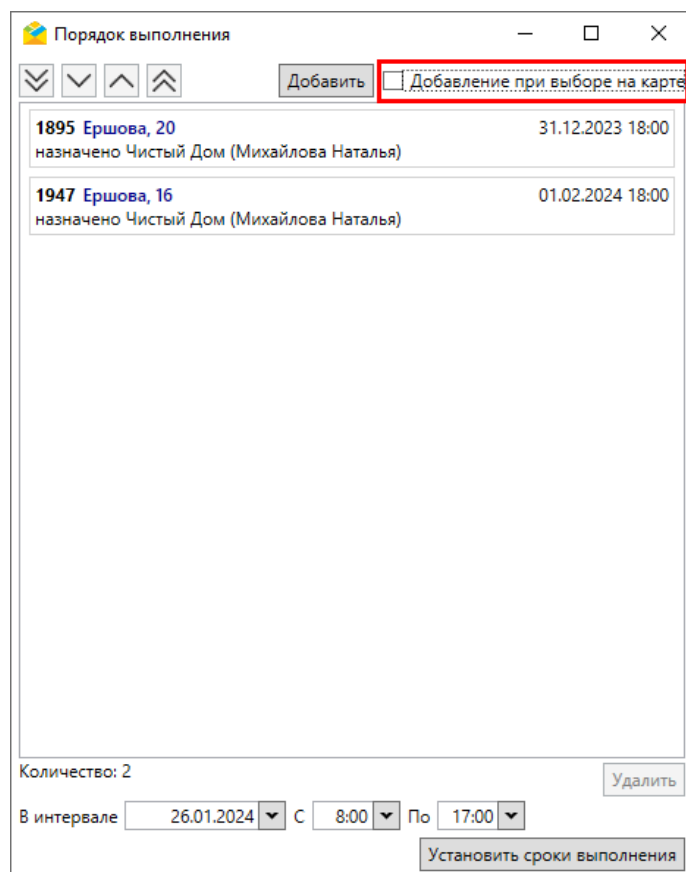 Порядок выполнения
Добавить Добавление при выборе на карте
1895 Ершова, 20 31.12.2023 18:00
назначено Чистый Дом (Михайлова Наталья)
1947 Ершова, 16 01.02.2024 18:00
назначено Чистый Дом (Михайлова Наталья)
Количество: 2
Удалить
В интервале 26.01.2024 С 8:00 По 17:00
Установить сроки выполнения